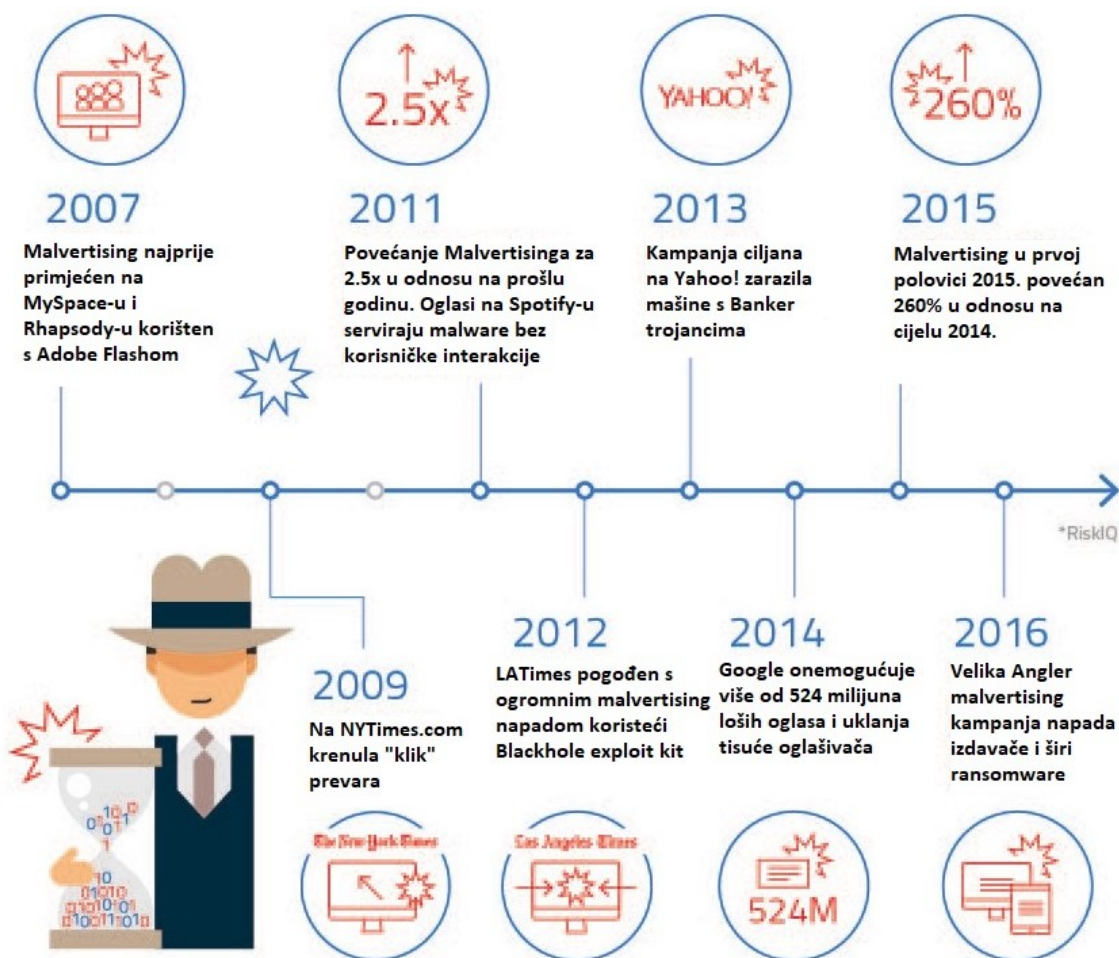 2.5x
YAHOO!
260%
2007
Malvertising najprije
primjećen na
MySpace-u i
Rhapsody-u korišten
s Adobe Flashom
2011
Povećanje Malvertisinga za
2.5x u odnosu na prošlu
godinu. Oglasi na Spotify-u
serviraju malware bez
korisničke interakcije
2013
Kampanja ciljana
na Yahoo! zarazila
mašine s Banker
trojancima
2015
Malvertising u prvoj
polovici 2015. povećan
260% u odnosu na
cijelu 2014.
*RiskIQ
2009
Na NYTimes.com
krenula "klik"
prevara
The New York Times
2012
LATimes pogođen s
ogromnim malvertising
napadom koristeći
Blackhole exploit kit
Los Angeles Times
2014
Google onemogućuje
više od 524 milijuna
loših oglasa i uklanja
tisuće oglašivača
524M
2016
Velika Angler
malvertising
kampanja napada
izdavače i širi
ransomware